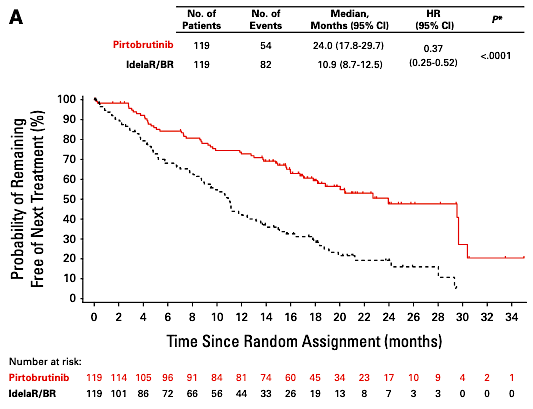 A
No. of Patients No. of Events Median, Months (95% CI) HR (95% CI) P*
Pirtobrutinib 119 54 24.0 (17.8-29.7) 0.37 (0.25-0.52) <.0001
IdelaR/BR 119 82 10.9 (8.7-12.5)
Probability of Remaining
Free of Next Treatment (%)
100
90
80
70
60
50
40
30
20
10
0
0 2 4 6 8 10 12 14 16 18 20 22 24 26 28 30 32 34
Time Since Random Assignment (months)
Number at risk:
Pirtobrutinib 119 114 105 96 91 84 81 74 60 45 34 23 17 10 9 4 2 1
IdelaR/BR 119 101 86 72 66 56 44 33 26 19 13 8 7 3 3 0 0 0